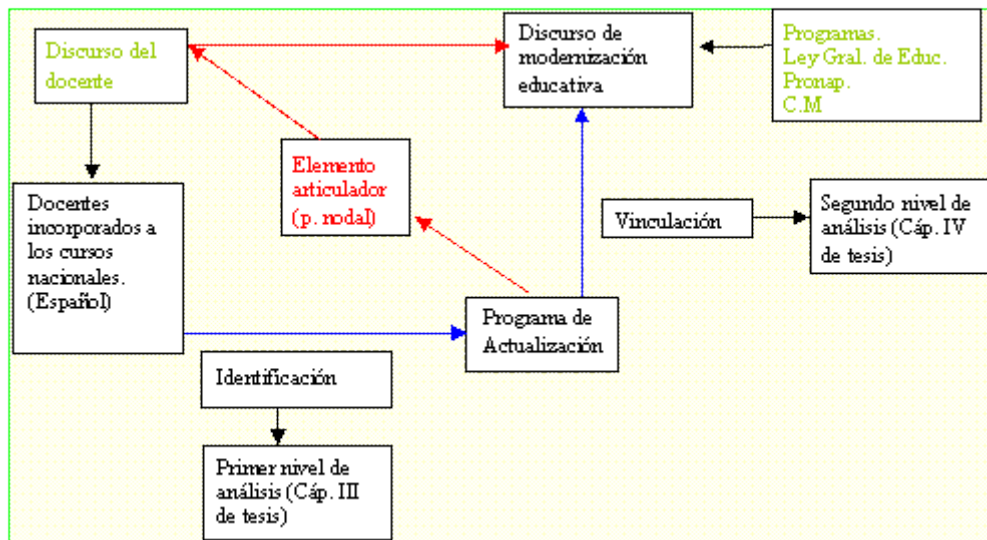 Discurso del
docente
Discurso de
modernización
educativa
Programas.
Ley Gral. de Educ.
Pronap.
C.M
Elemento
articulador
(p. nodal)
Docentes
incorporados a
los cursos
nacionales.
(Español)
Vinculación
Segundo nivel de
análisis (Cáp. IV
de tesis)
Programa de
Actualización
Identificación
Primer nivel de
análisis (Cáp. III
de tesis)